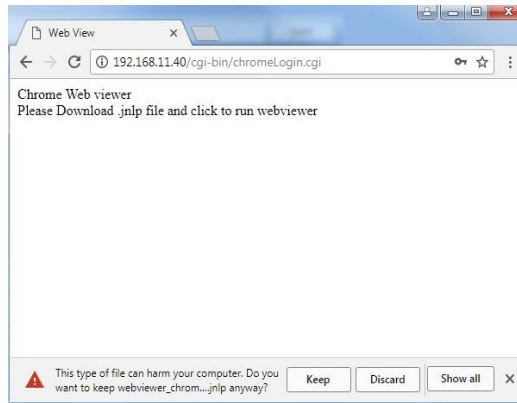 Web View
192.168.11.40/cgi-bin/chromeLogin.cgi
Chrome Web viewer
Please Download .jnlp file and click to run webviewer
This type of file can harm your computer. Do you
want to keep webviewer_chrom....jnlp anyway?
Keep
Discard
Show all